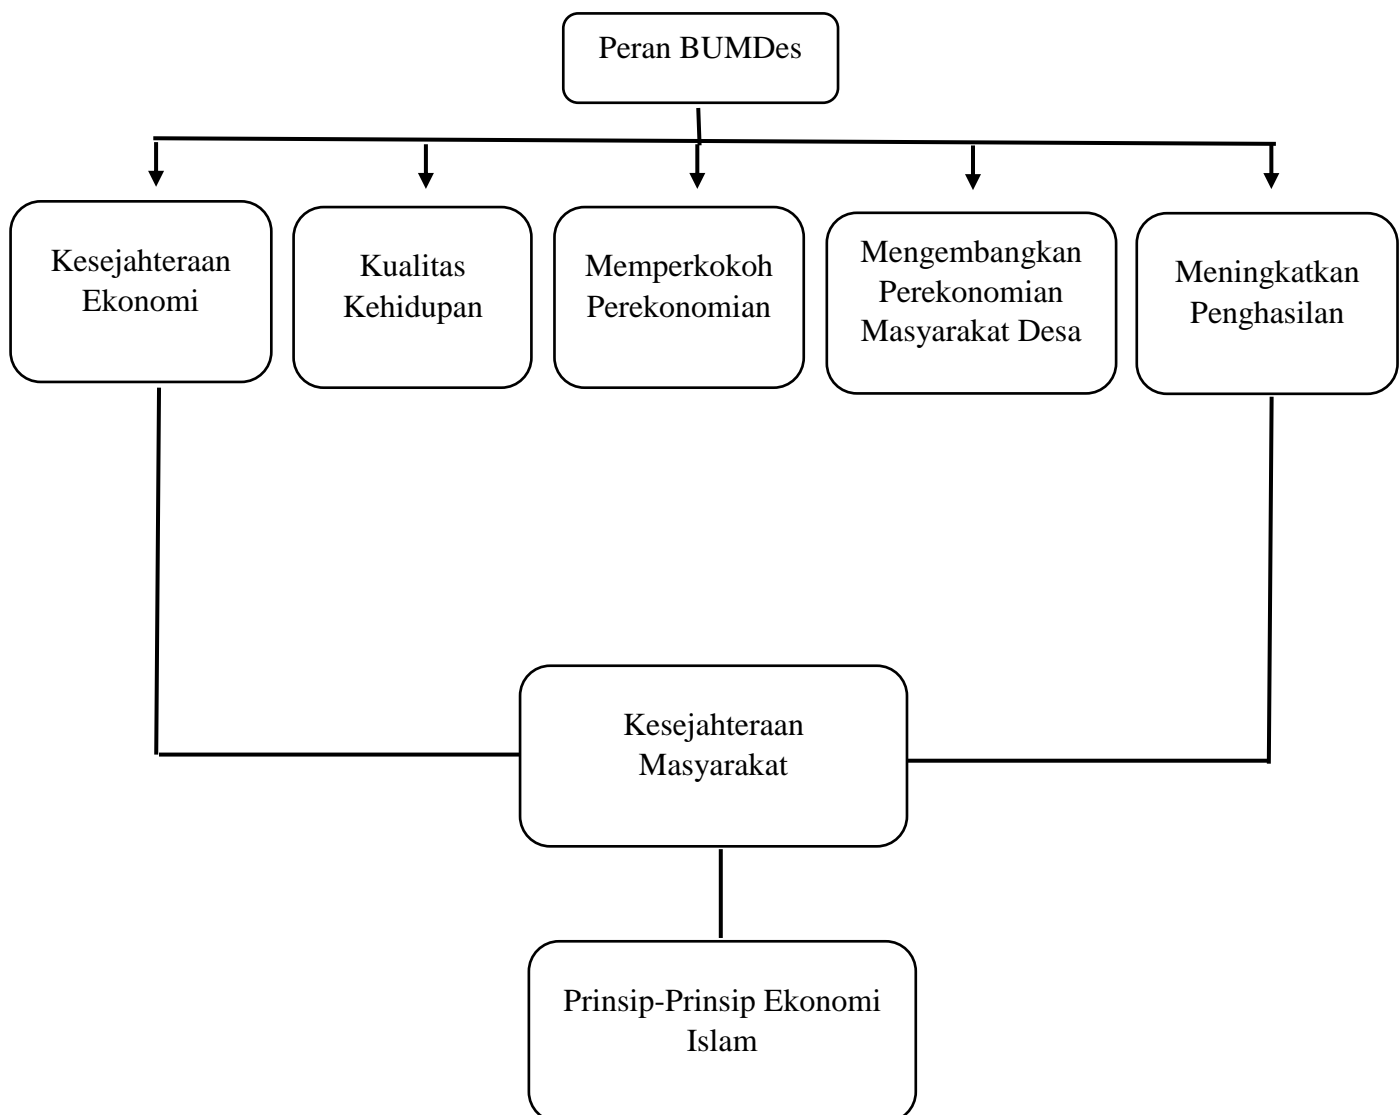 Peran BUMDes
Kesejahteraan
Ekonomi
Kualitas
Kehidupan
Memperkokoh
Perekonomian
Mengembangkan
Perekonomian
Masyarakat Desa
Meningkatkan
Penghasilan
Kesejahteraan
Masyarakat
Prinsip-Prinsip Ekonomi
Islam